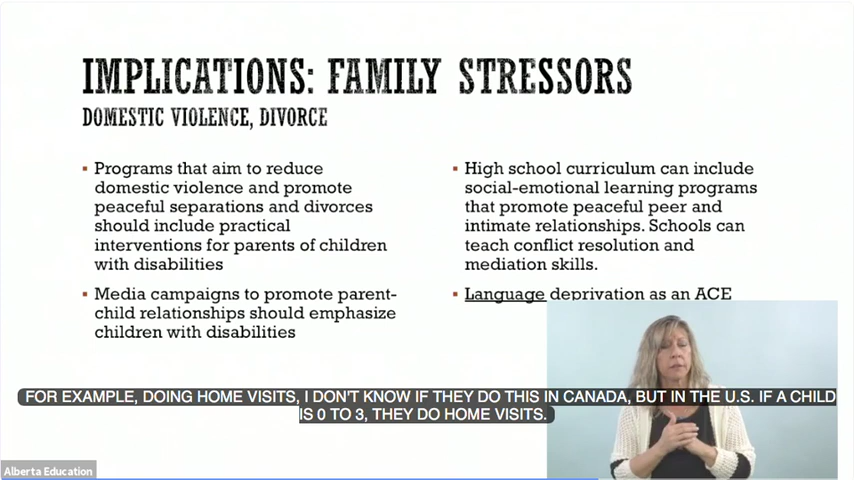 IMPLICATIONS: FAMILY STRESSORS
DOMESTIC VIOLENCE, DIVORCE
▪ Programs that aim to reduce
domestic violence and promote
peaceful separations and divorces
should include practical
interventions for parents of children
with disabilities
▪ Media campaigns to promote parent-
child relationships should emphasize
children with disabilities
▪ High school curriculum can include
social-emotional learning programs
that promote peaceful peer and
intimate relationships. Schools can
teach conflict resolution and
mediation skills.
▪ Language deprivation as an ACE
FOR EXAMPLE, DOING HOME VISITS, I DON'T KNOW IF THEY DO THIS IN CANADA, BUT IN THE U.S. IF A CHILD
IS 0 TO 3, THEY DO HOME VISITS.
Alberta Education